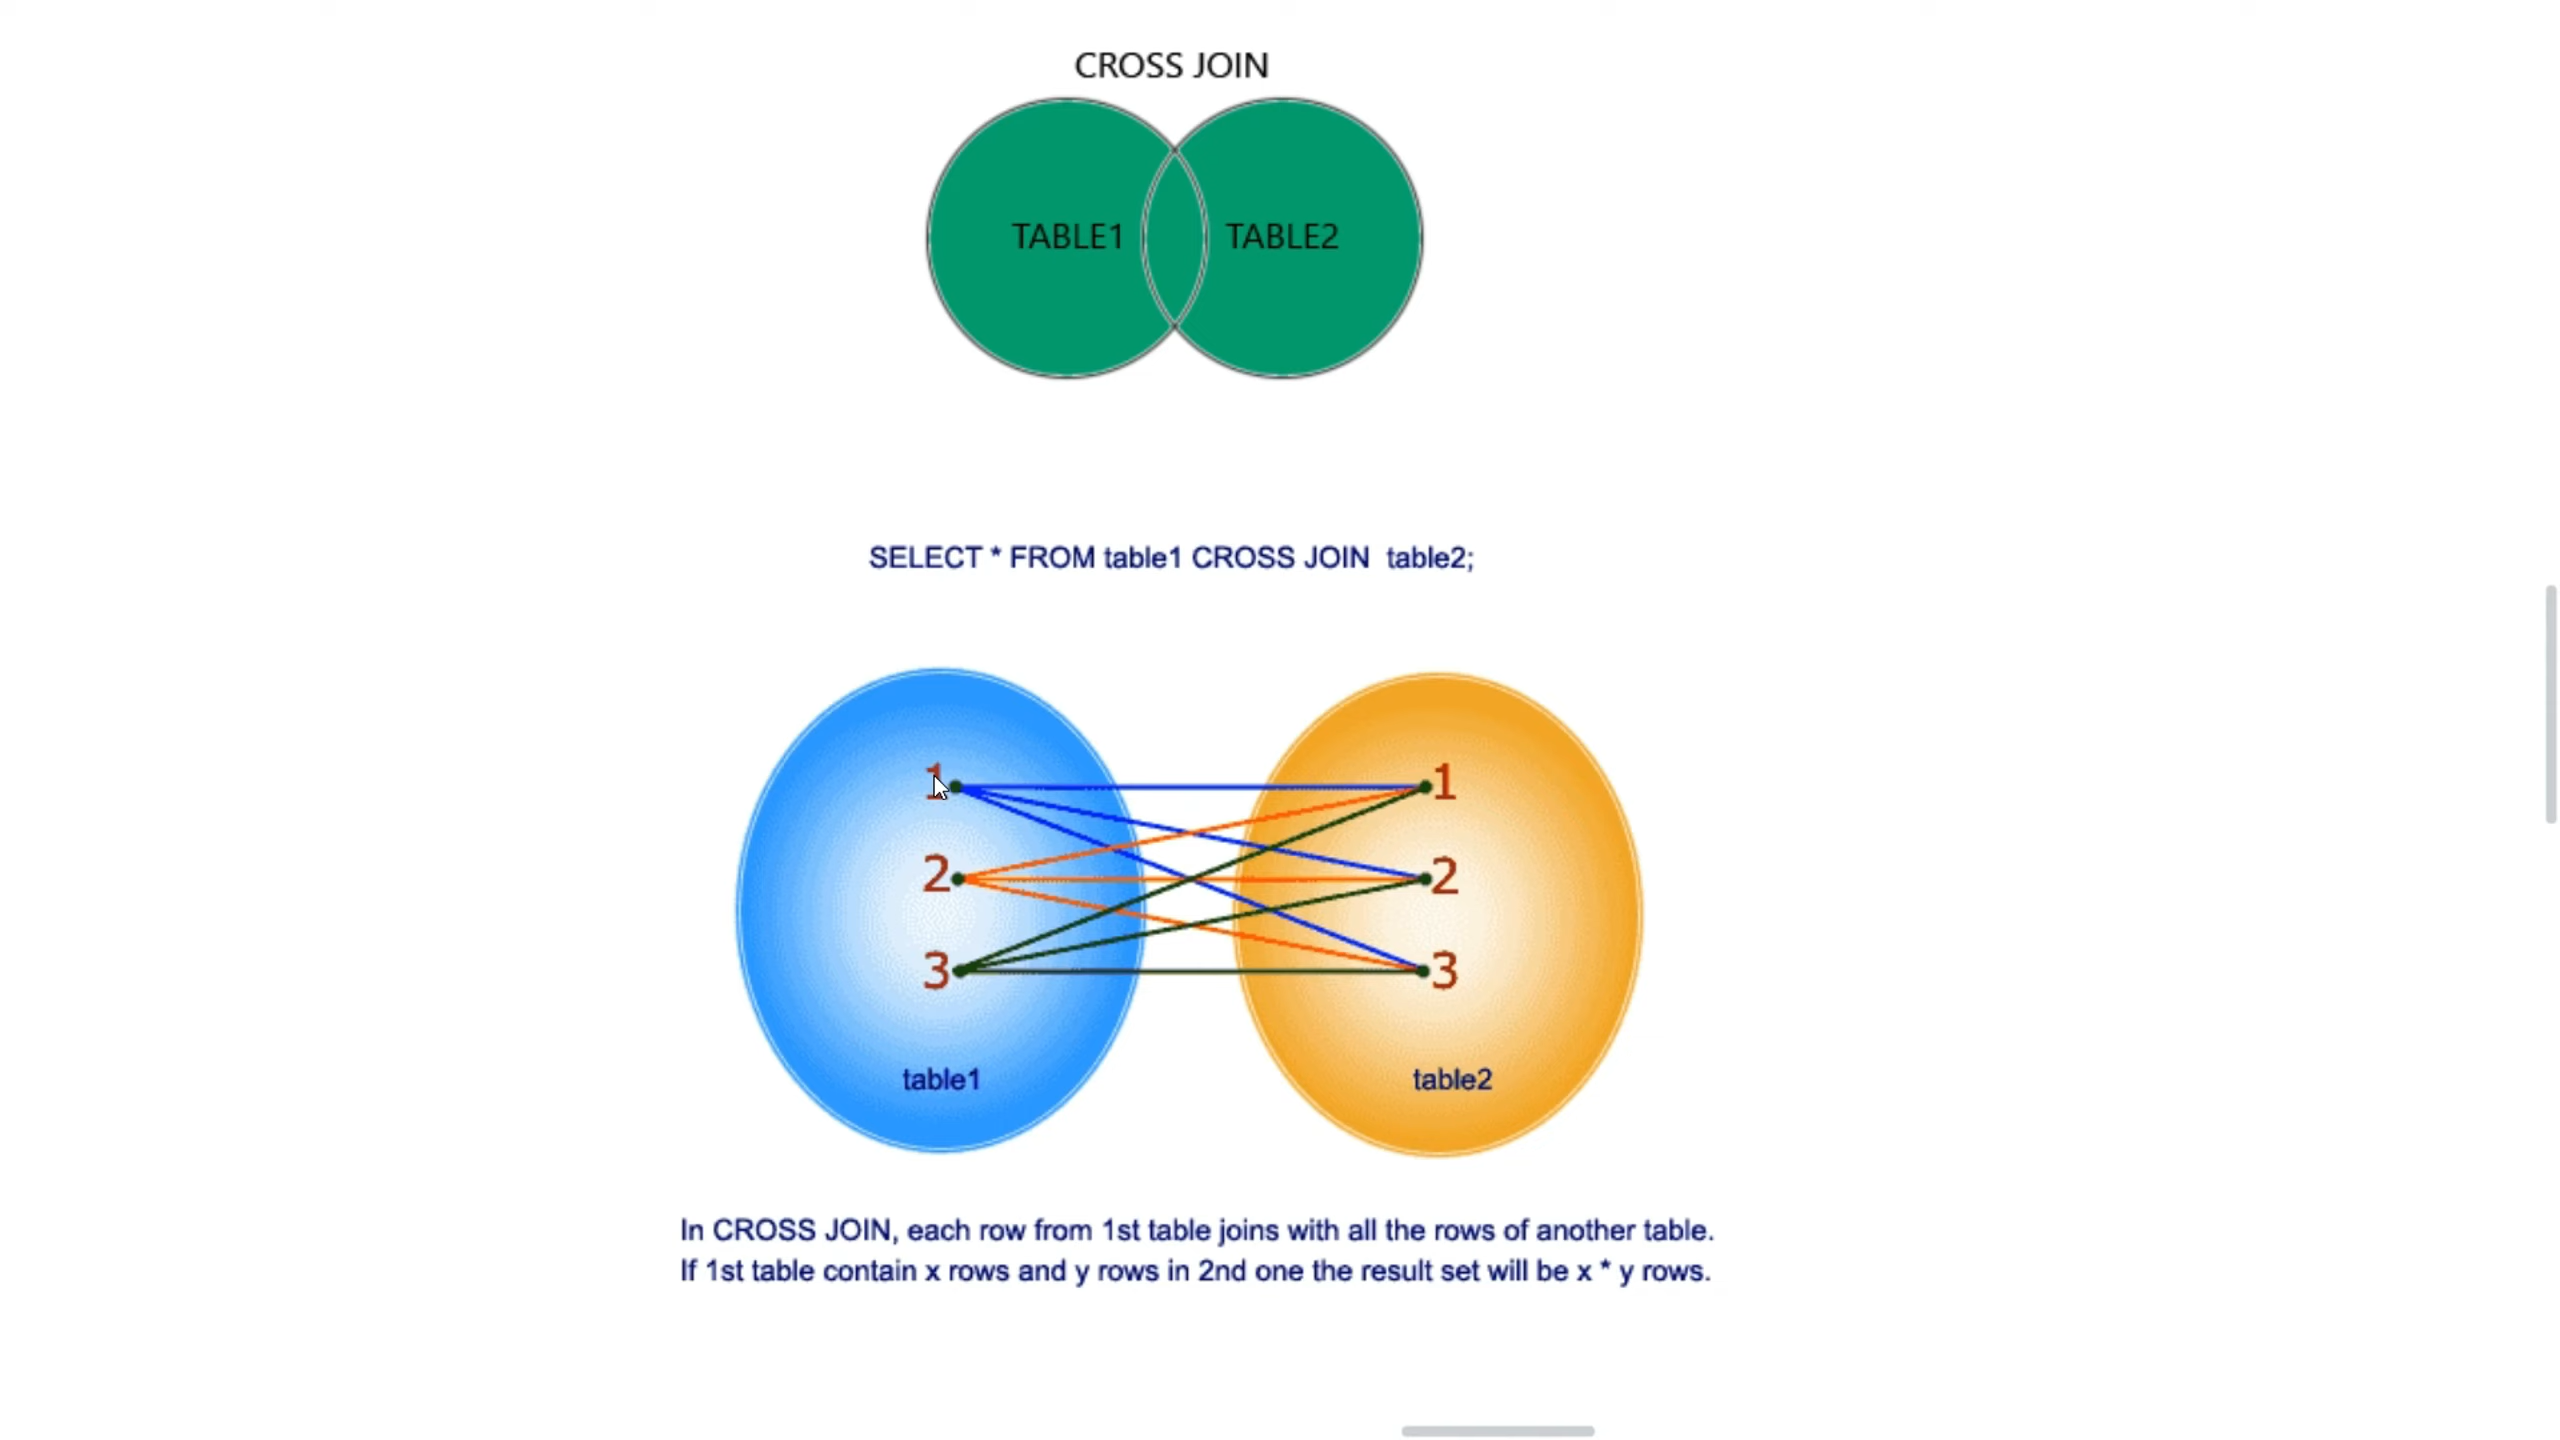 CROSS JOIN
TABLE1 TABLE2
SELECT * FROM table1 CROSS JOIN table2;
1 1
2 2
3 3
table1 table2
In CROSS JOIN, each row from 1st table joins with all the rows of another table.
If 1st table contain x rows and y rows in 2nd one the result set will be x * y rows.